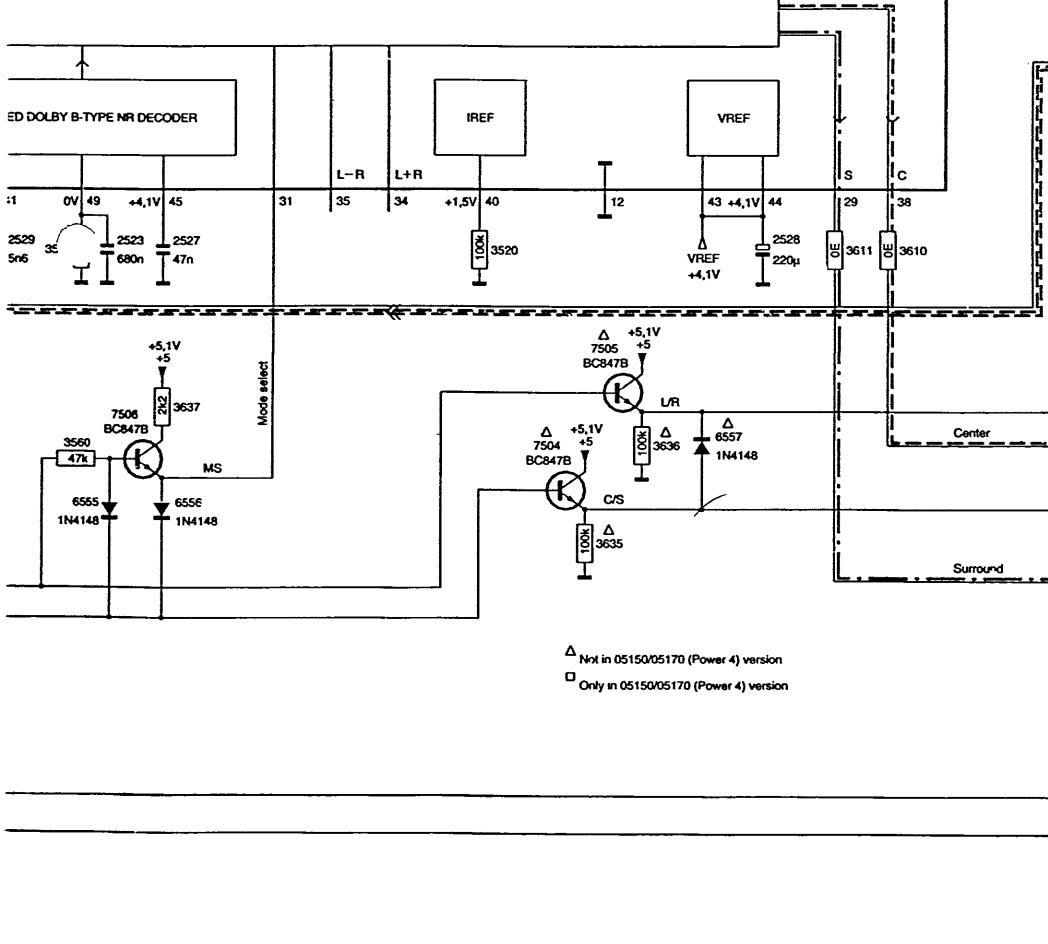 ED DOLBY B-TYPE NR DECODER
IREF
VREF
L−R
L+R
S
C
0V 49
+4,1V 45
31
35
34
+1,5V 40
12
43 +4,1V 44
29
38
2529
5n6
2523
680n
2527
47n
100k
3520
VREF
+4,1V
2528
220µ
0E
3611
0E
3610
+5,1V
+5
2k2
3637
Mode select
7506
BC847B
3560
47k
MS
6555
1N4148
6556
1N4148
7505
BC847B
+5,1V
+5
L/R
100k
3636
6557
1N4148
Center
7504
BC847B
+5,1V
+5
C/S
100k
3635
Surround
Not in 05150/05170 (Power 4) version
Only in 05150/05170 (Power 4) version